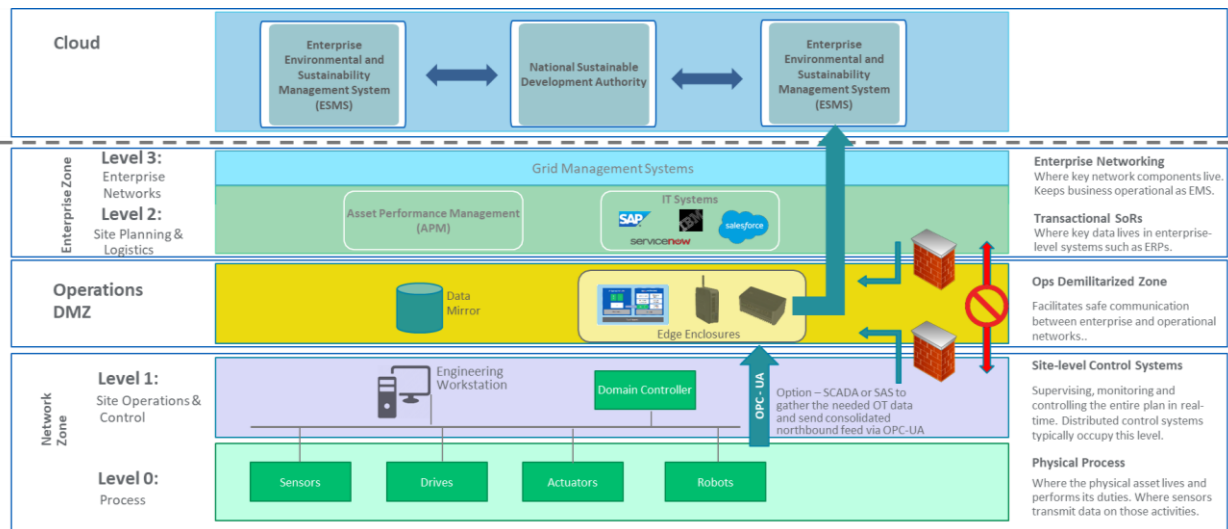 Cloud
Enterprise
Environmental and
Sustainability
Management System
(ESMS)
National Sustainable
Development Authority
Enterprise
Environmental and
Sustainability
Management System
(ESMS)
Enterprise Zone
Level 3:
Enterprise
Networks
Level 2:
Site Planning &
Logistics
Grid Management Systems
Asset Performance Management
(APM)
IT Systems
SAP
IBM
salesforce
servicenow
Enterprise Networking
Where key network components live.
Keeps business operational as EMS.
Transactional SoRs
Where key data lives in enterprise-
level systems such as ERPs.
Operations
DMZ
Data
Mirror
Edge Enclosures
Ops Demilitarized Zone
Facilitates safe communication
between enterprise and operational
networks..
Network
Zone
Level 1:
Site Operations &
Control
Engineering
Workstation
Domain Controller
OPC - UA
Option – SCADA or SAS to
gather the needed OT data
and send consolidated
northbound feed via OPC-UA
Site-level Control Systems
Supervising, monitoring and
controlling the entire plan in real-
time. Distributed control systems
typically occupy this level.
Level 0:
Process
Sensors
Drives
Actuators
Robots
Physical Process
Where the physical asset lives and
performs its duties. Where sensors
transmit data on those activities.